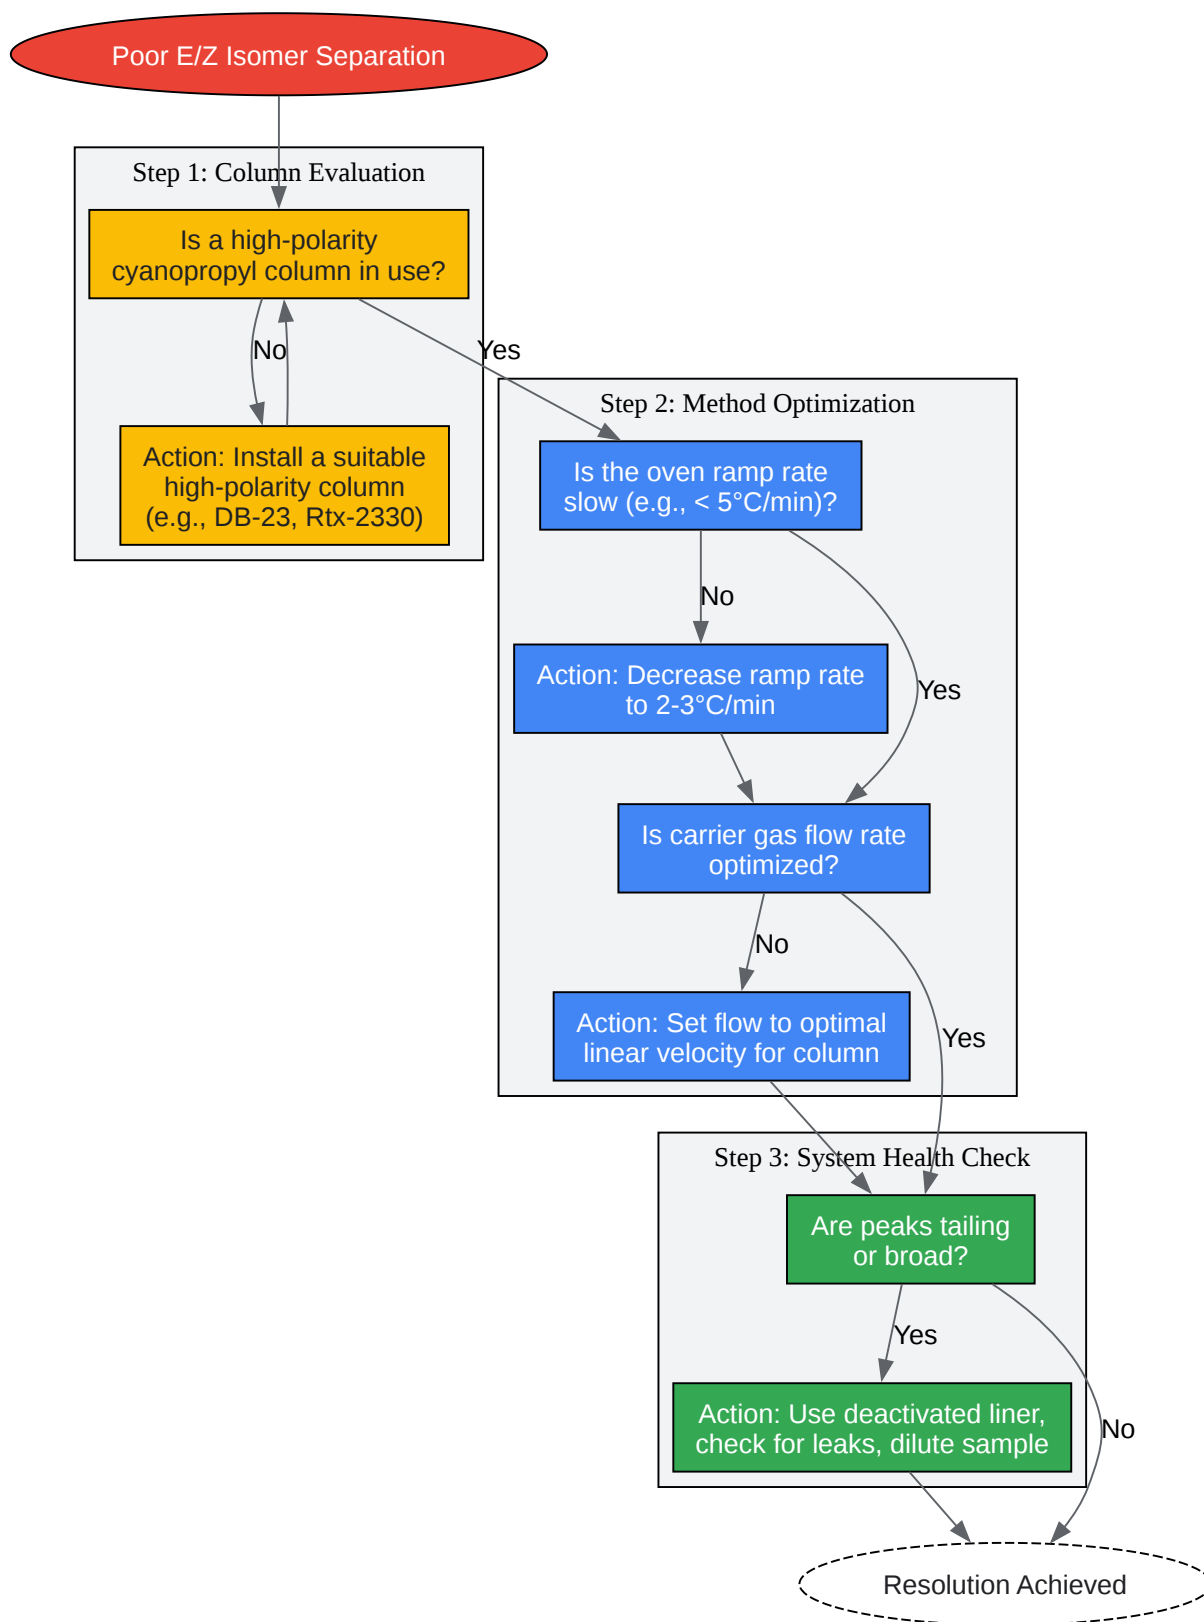 Poor E/Z Isomer Separation
Step 1: Column Evaluation
Is a high-polarity
cyanopropyl column in use?
No
Yes
Action: Install a suitable
high-polarity column
(e.g., DB-23, Rtx-2330)
Step 2: Method Optimization
Is the oven ramp rate
slow (e.g., < 5°C/min)?
No
Yes
Action: Decrease ramp rate
to 2-3°C/min
Is carrier gas flow rate
optimized?
No
Yes
Action: Set flow to optimal
linear velocity for column
Step 3: System Health Check
Are peaks tailing
or broad?
Yes
No
Action: Use deactivated liner,
check for leaks, dilute sample
Resolution Achieved